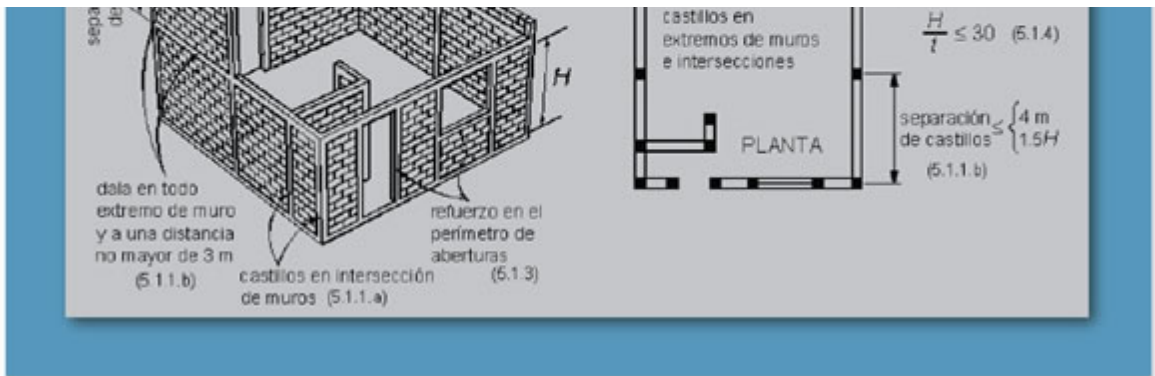 dala en todo
extremo de muro
y a una distancia
no mayor de 3 m
(5.1.1.b)
castillos en intersección
de muros (5.1.1.a)
refuerzo en el
perímetro de
aberturas
(5.1.3)
H
castillos en
extremos de muros
e intersecciones
PLANTA
H
t ≤ 30 (5.1.4)
separación
de castillos ≤ { 4 m
1.5H
(5.1.1.b)